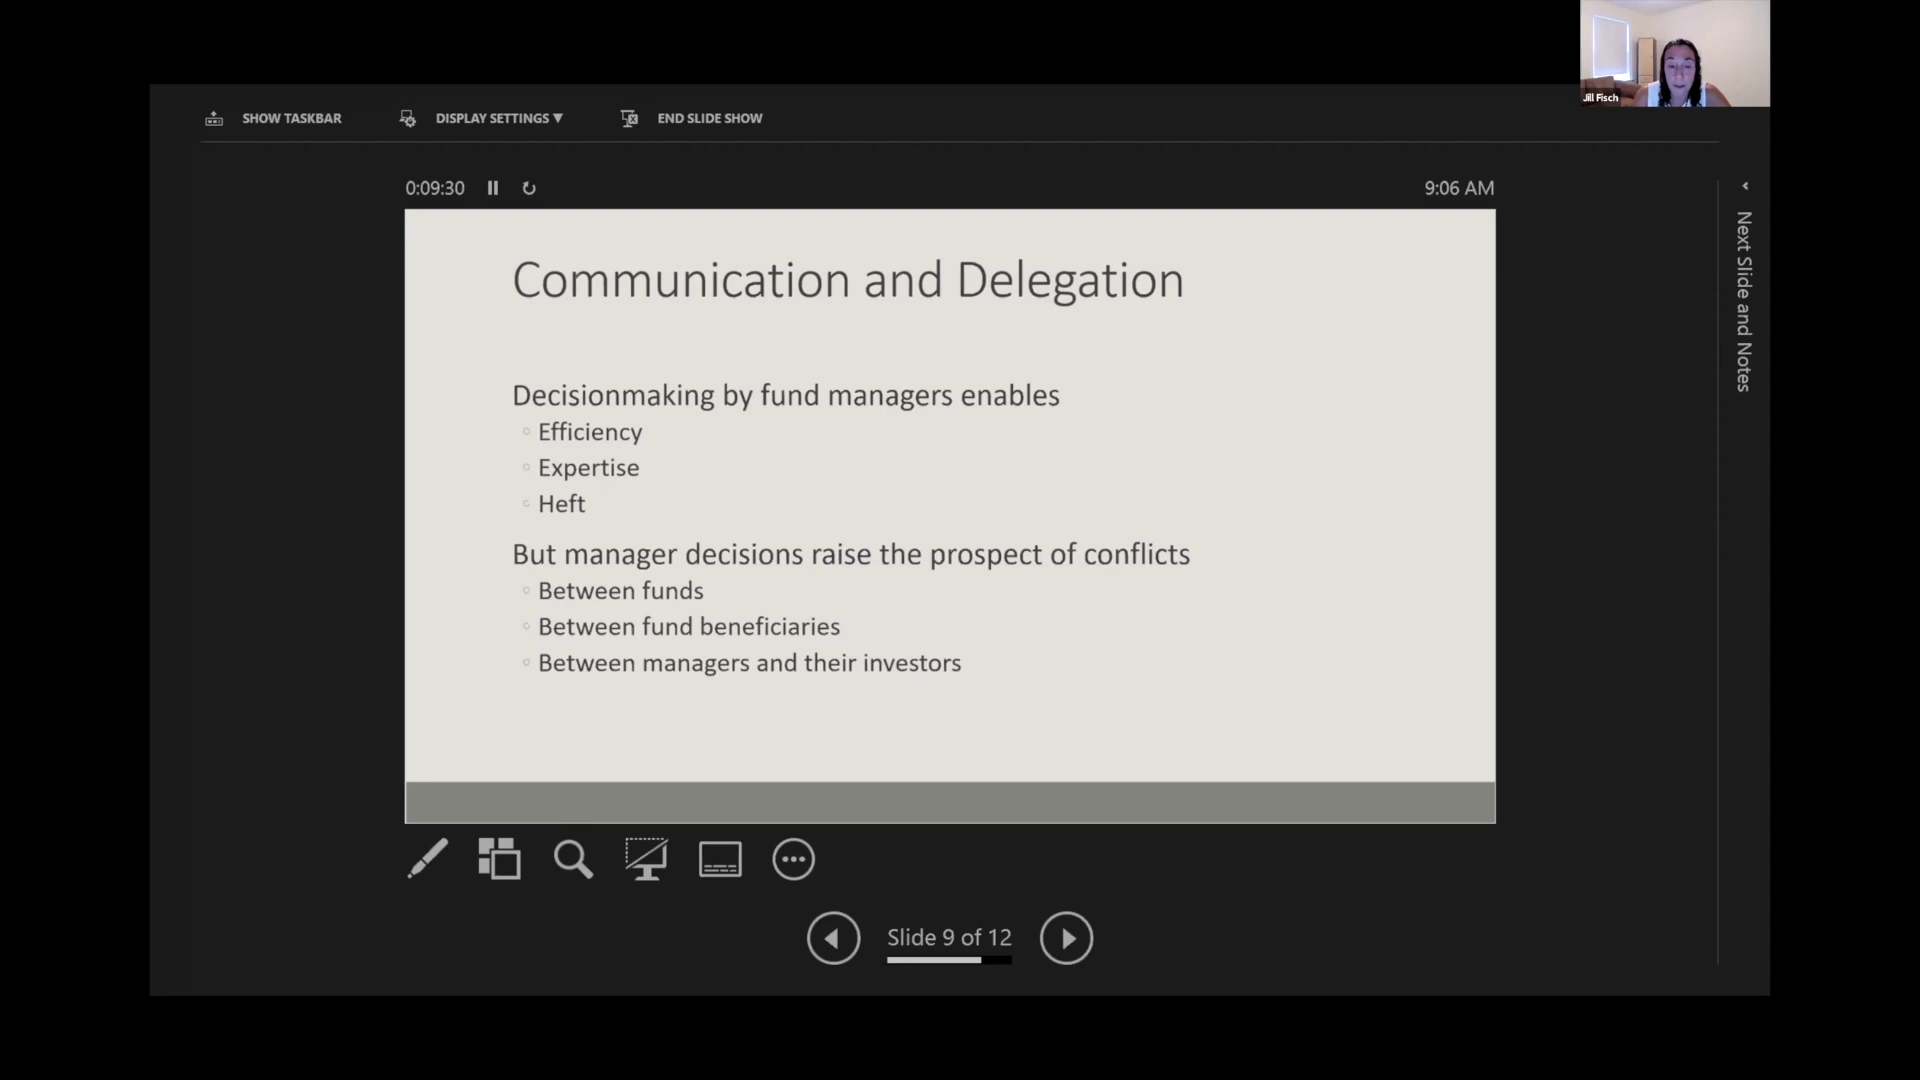 Jill Fisch
SHOW TASKBAR
DISPLAY SETTINGS ▼
END SLIDE SHOW
0:09:30
9:06 AM
Communication and Delegation
Decisionmaking by fund managers enables
Efficiency
Expertise
Heft
But manager decisions raise the prospect of conflicts
Between funds
Between fund beneficiaries
Between managers and their investors
Next Slide and Notes
Slide 9 of 12